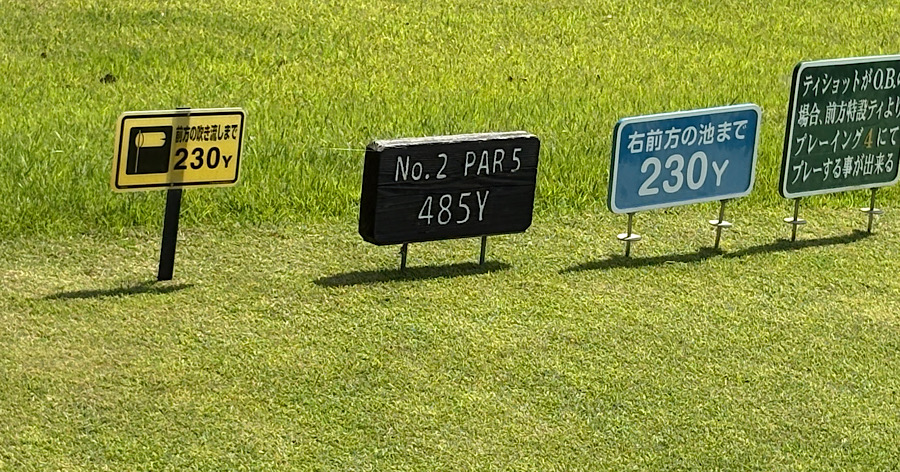 前方の吹き流しまで
230Y
No.2 PAR 5
485Y
右前方の池まで
230Y
ティショットがO.B.の
場合、前方特設ティより
プレーイング4にて
プレーする事が出来る